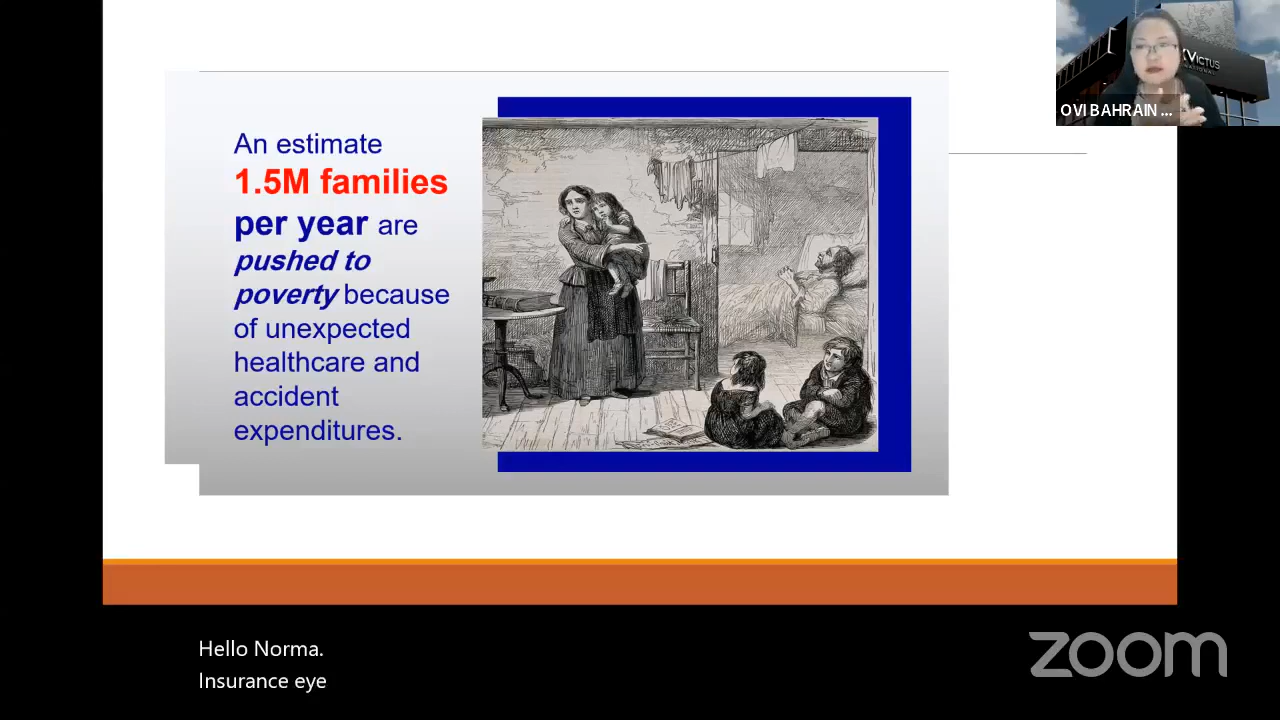 An estimate
1.5M families
per year are
pushed to
poverty because
of unexpected
healthcare and
accident
expenditures.
VICTUS
OVI BAHRAIN ...
Hello Norma.
Insurance eye
zoom